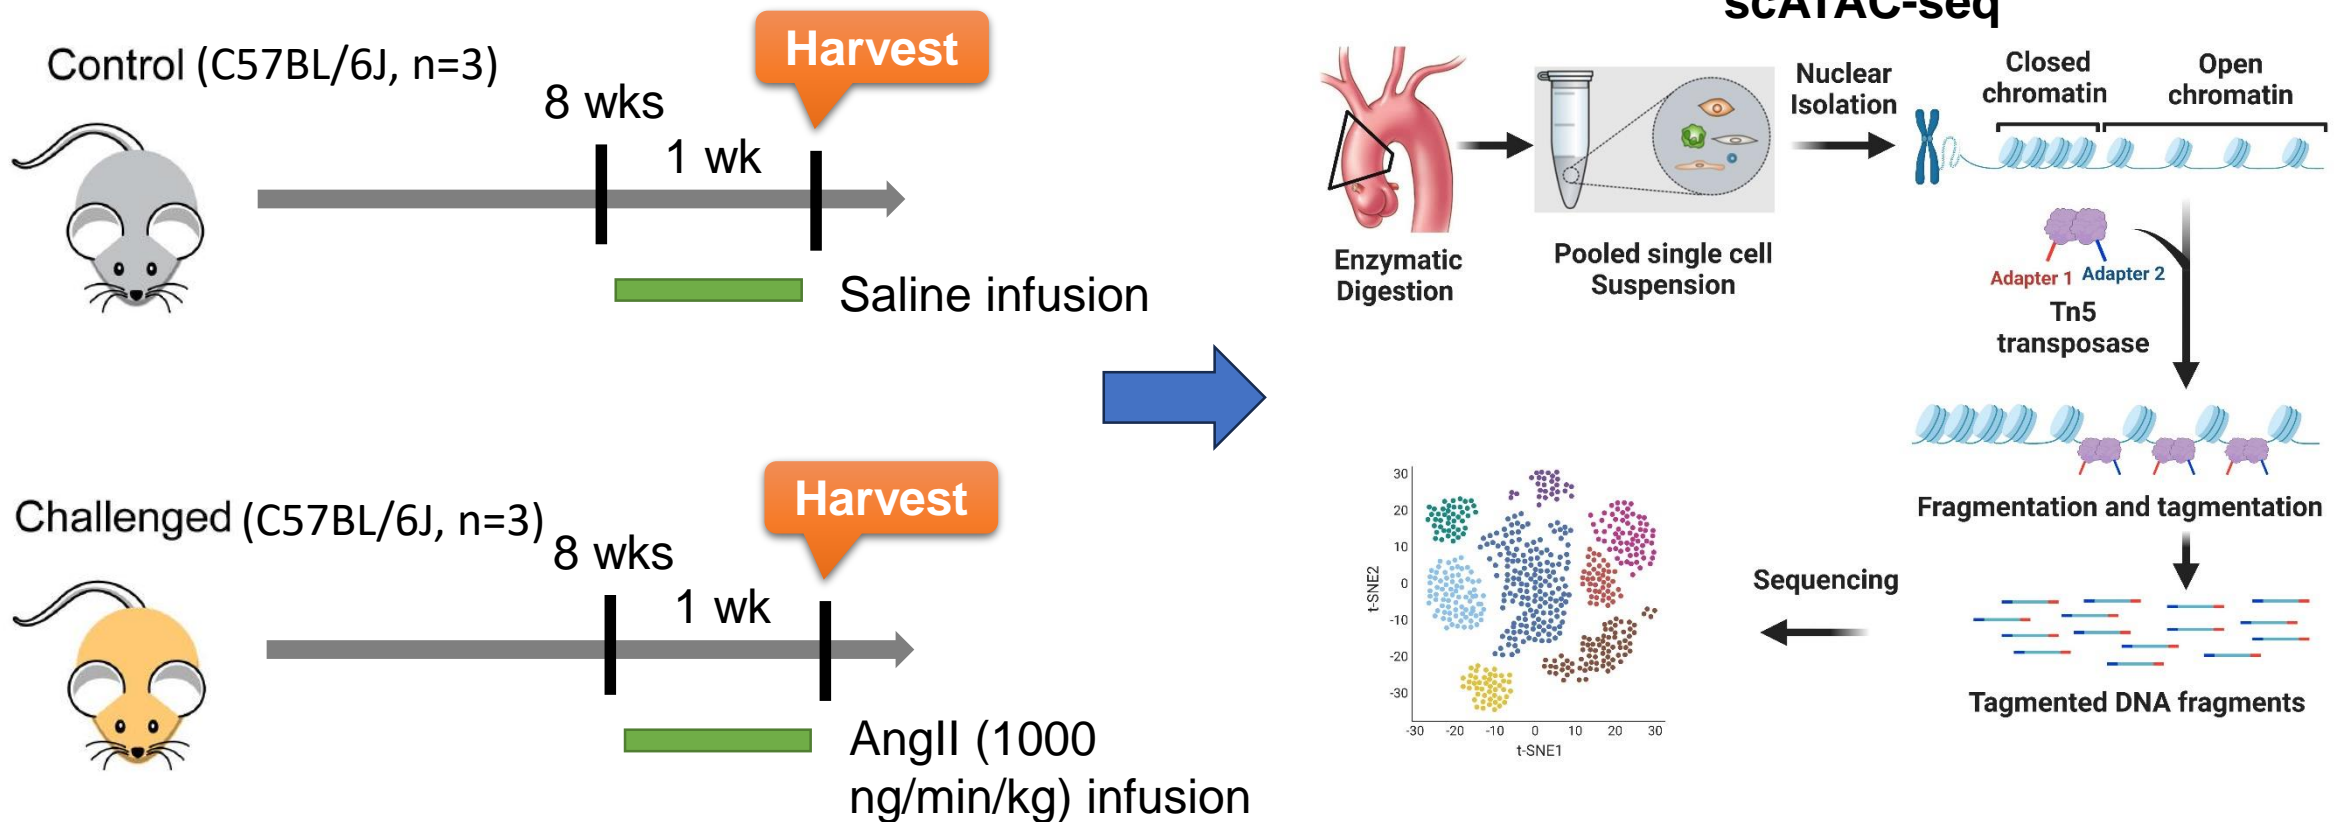 Control (C57BL/6J, n=3)
Harvest
8 wks
1 wk
Saline infusion
Challenged (C57BL/6J, n=3)
Harvest
8 wks
1 wk
AngII (1000
ng/min/kg) infusion
scATAC-seq
Enzymatic
Digestion
Pooled single cell
Suspension
Nuclear
Isolation
Closed
chromatin
Open
chromatin
Adapter 1
Adapter 2
Tn5
transposase
Fragmentation and tagmentation
Tagmented DNA fragments
Sequencing
30
20
10
0
-10
-20
-30
t-SNE2
-30 -20 -10 0 10 20 30
t-SNE1